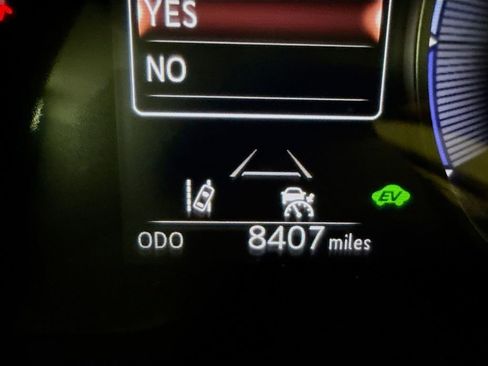 YES
NO
EV
ODO 8407 miles